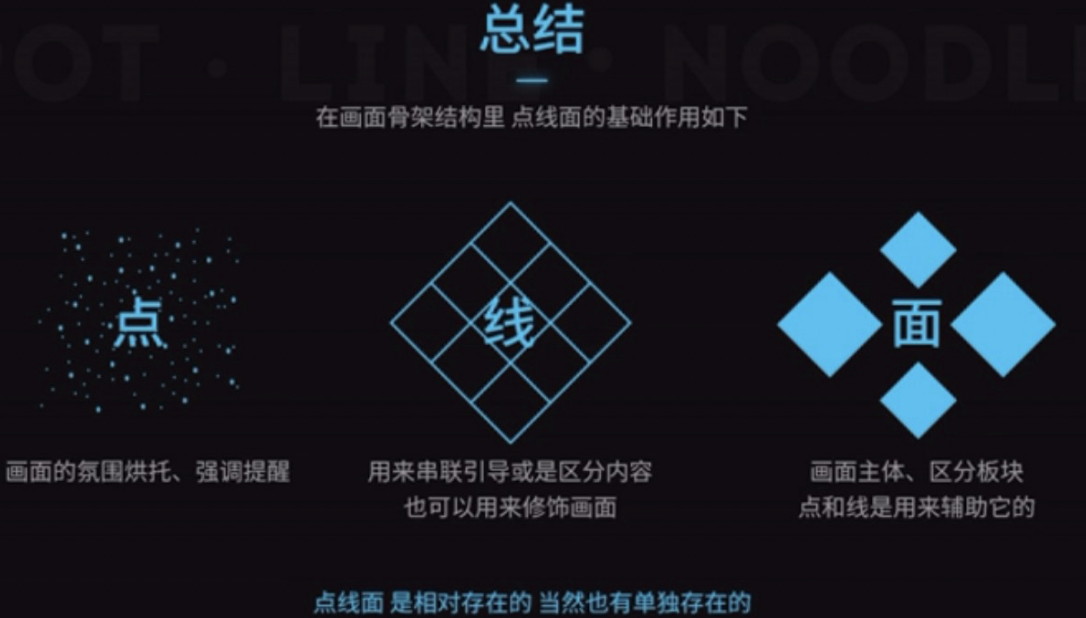 POT · LINE · NOODLE
总结
在画面骨架结构里 点线面的基础作用如下
点
线
面
画面的氛围烘托、强调提醒
用来串联引导或是区分内容
也可以用来修饰画面
画面主体、区分板块
点和线是用来辅助它的
点线面 是相对存在的 当然也有单独存在的